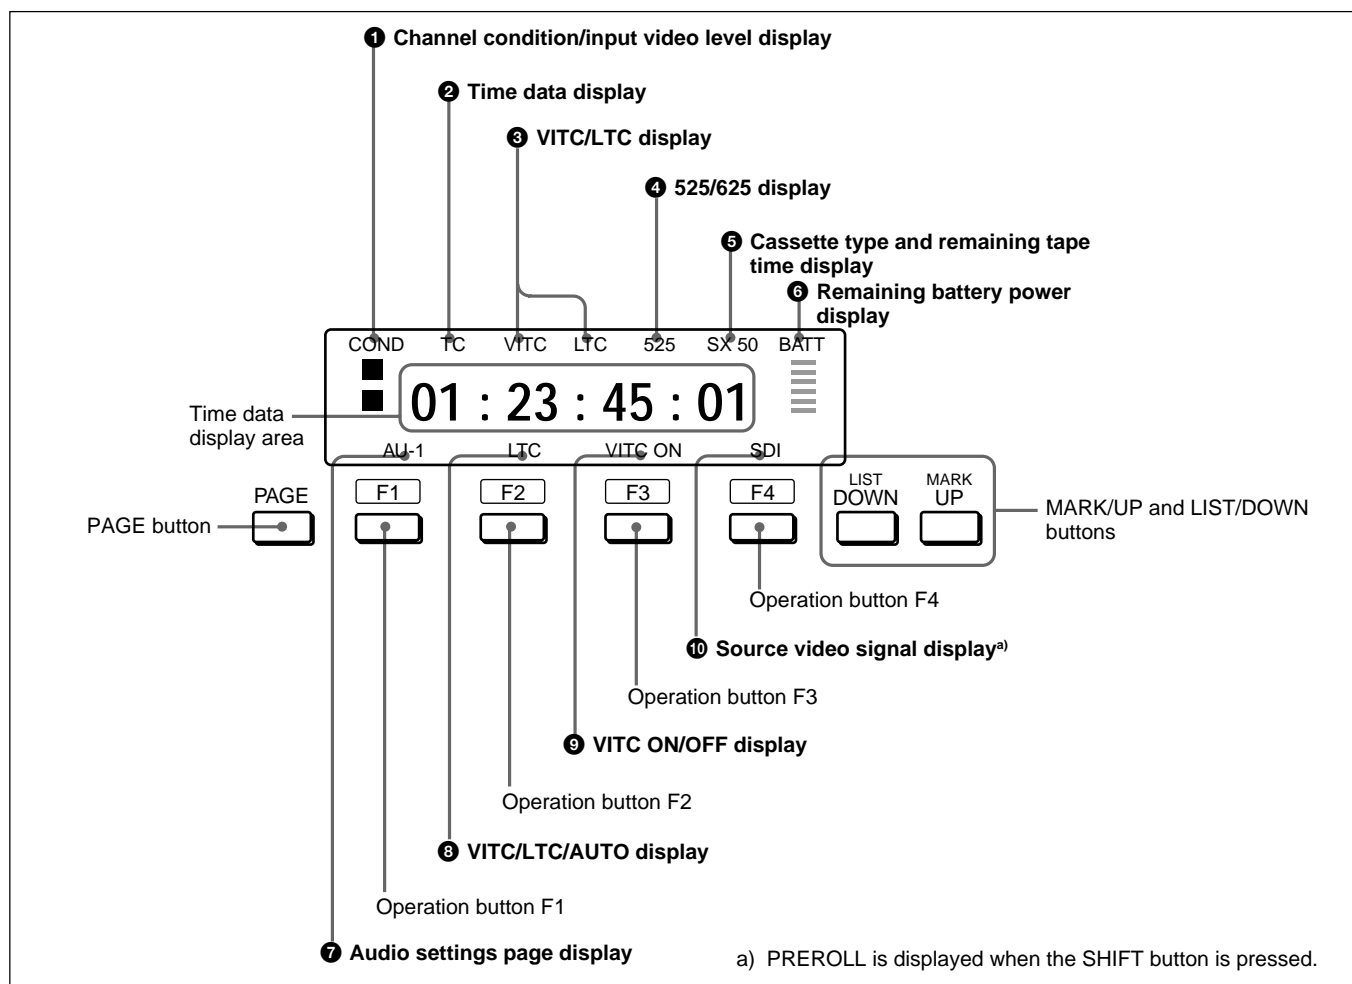 ❶ Channel condition/input video level display
❷ Time data display
❸ VITC/LTC display
❹ 525/625 display
❺ Cassette type and remaining tape
time display
❻ Remaining battery power
display
COND TC VITC LTC 525 SX 50 BATT
01 : 23 : 45 : 01
Time data
display area
AU-1 LTC VITC ON SDI
PAGE F1 F2 F3 F4
LIST
DOWN
MARK
UP
PAGE button
MARK/UP and LIST/DOWN
buttons
Operation button F4
❿ Source video signal display a)
Operation button F3
❾ VITC ON/OFF display
Operation button F2
❽ VITC/LTC/AUTO display
Operation button F1
❼ Audio settings page display
a) PREROLL is displayed when the SHIFT button is pressed.